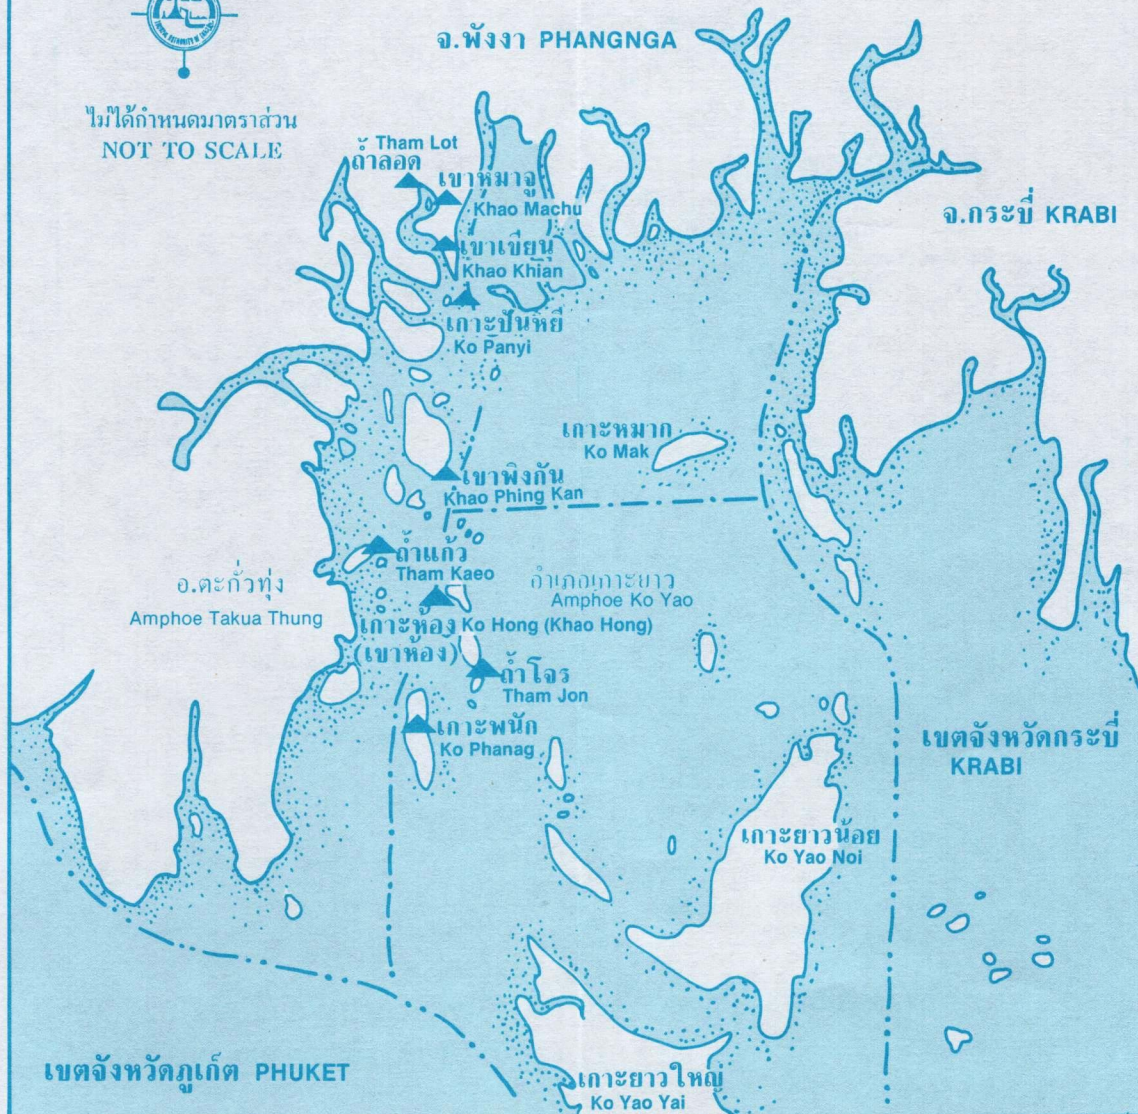 จ.พังงา PHANGNGA
ไม่ได้กำหนดมาตราส่วน
NOT TO SCALE
Tham Lot
ถ้ำลอด
เขาหมาจู
Khao Machu
จ.กระบี่ KRABI
เขาเขียน
Khao Khian
เกาะปันหยี
Ko Panyi
เกาะหมาก
Ko Mak
เขาพิงกัน
Khao Phing Kan
ถ้ำแก้ว
Tham Kaeo
อ.ตะกั่วทุ่ง
Amphoe Takua Thung
อำเภอเกาะยาว
Amphoe Ko Yao
เกาะห้อง Ko Hong (Khao Hong)
(เขาห้อง)
ถ้ำโจร
Tham Jon
เกาะพนัก
Ko Phanag
เขตจังหวัดกระบี่
KRABI
เกาะยาวน้อย
Ko Yao Noi
เขตจังหวัดภูเก็ต PHUKET
เกาะยาวใหญ่
Ko Yao Yai